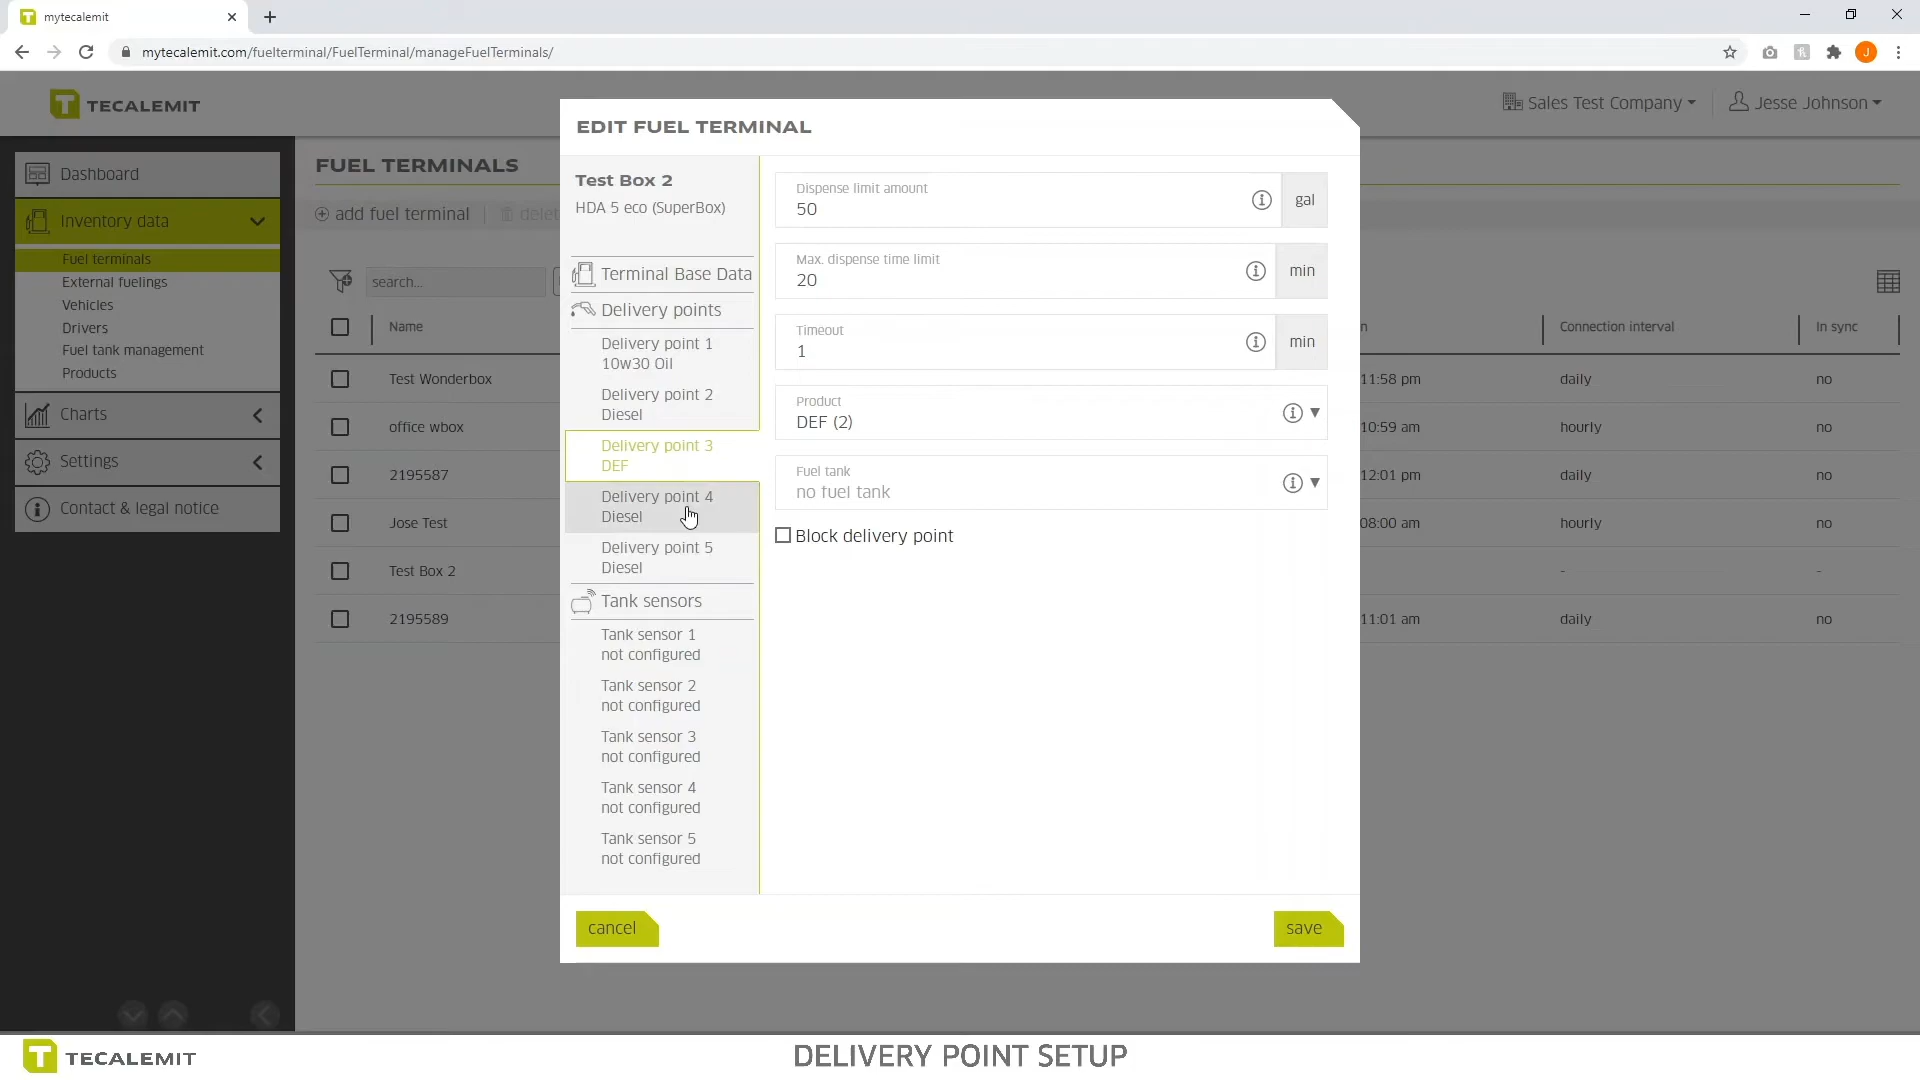 mytecalemit
mytecalemit.com/fuelterminal/FuelTerminal/manageFuelTerminals/
J
TECALEMIT
Sales Test Company
Jesse Johnson
Dashboard
Inventory data
Fuel terminals
External fuelings
Vehicles
Drivers
Fuel tank management
Products
Charts
Settings
Contact & legal notice
FUEL TERMINALS
add fuel terminal
delet
search...
Name
n
Connection interval
In sync
Test Wonderbox
11:58 pm
daily
no
office wbox
10:59 am
hourly
no
2195587
12:01 pm
daily
no
Jose Test
08:00 am
hourly
no
Test Box 2
-
-
2195589
11:01 am
daily
no
EDIT FUEL TERMINAL
Test Box 2
HDA 5 eco (SuperBox)
Terminal Base Data
Delivery points
Delivery point 1
10w30 Oil
Delivery point 2
Diesel
Delivery point 3
DEF
Delivery point 4
Diesel
Delivery point 5
Diesel
Tank sensors
Tank sensor 1
not configured
Tank sensor 2
not configured
Tank sensor 3
not configured
Tank sensor 4
not configured
Tank sensor 5
not configured
Dispense limit amount
50
gal
Max. dispense time limit
20
min
Timeout
1
min
Product
DEF (2)
Fuel tank
no fuel tank
Block delivery point
cancel
save
TECALEMIT
DELIVERY POINT SETUP